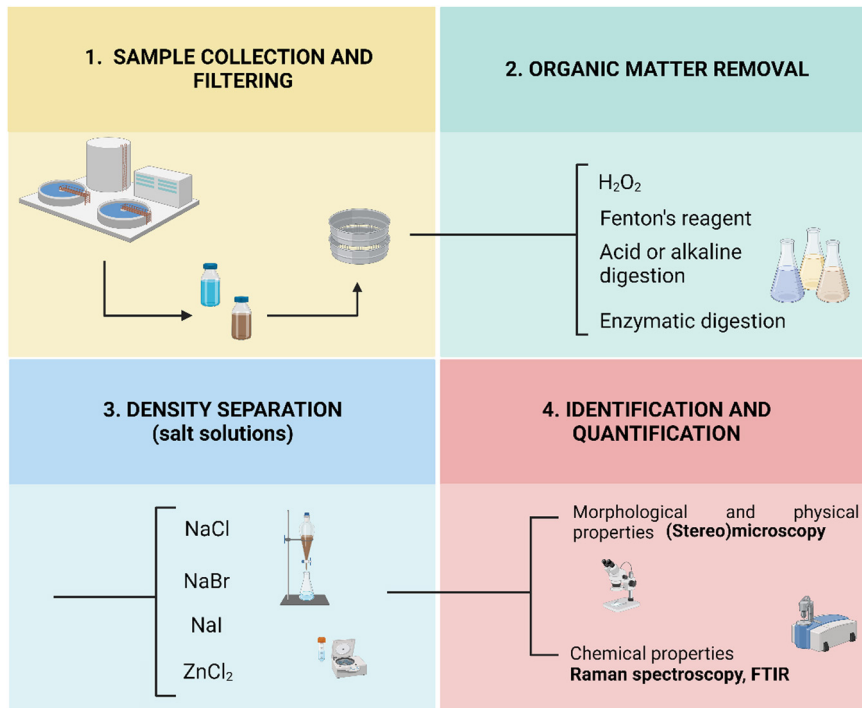 1. SAMPLE COLLECTION AND
FILTERING
2. ORGANIC MATTER REMOVAL
H₂O₂
Fenton's reagent
Acid or alkaline
digestion
Enzymatic digestion
3. DENSITY SEPARATION
(salt solutions)
NaCl
NaBr
NaI
ZnCl₂
4. IDENTIFICATION AND
QUANTIFICATION
Morphological and physical
properties (Stereo)microscopy
Chemical properties
Raman spectroscopy, FTIR